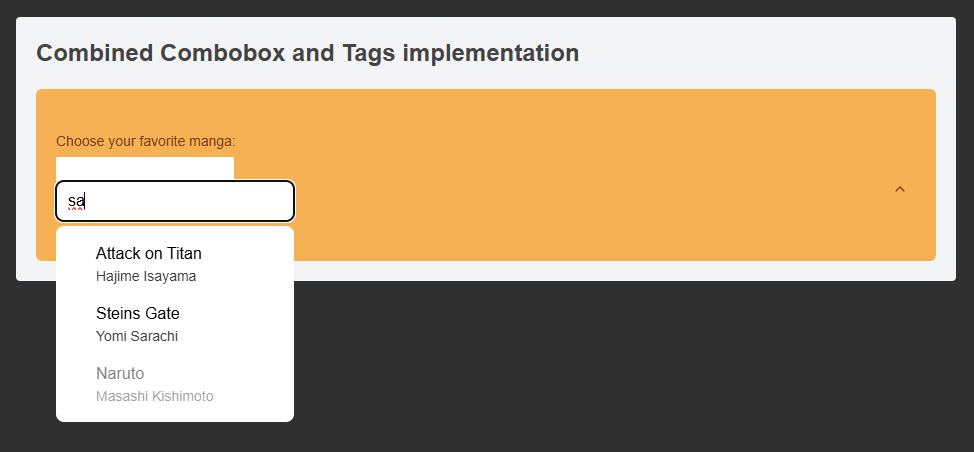 Combined Combobox and Tags implementation
Choose your favorite manga:
sa
Attack on Titan
Hajime Isayama
Steins Gate
Yomi Sarachi
Naruto
Masashi Kishimoto